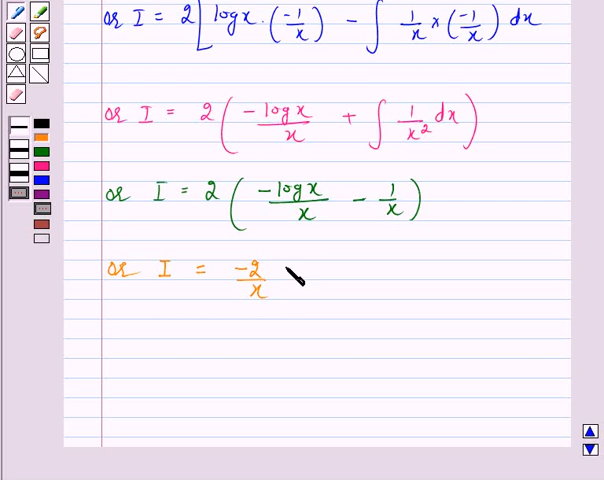 or I = 2 [ log x · (-1/x) - ∫ 1/x × (-1/x) dx
or I = 2 ( -log x/x + ∫ 1/x² dx )
or I = 2 ( -log x/x - 1/x )
or I = -2/x